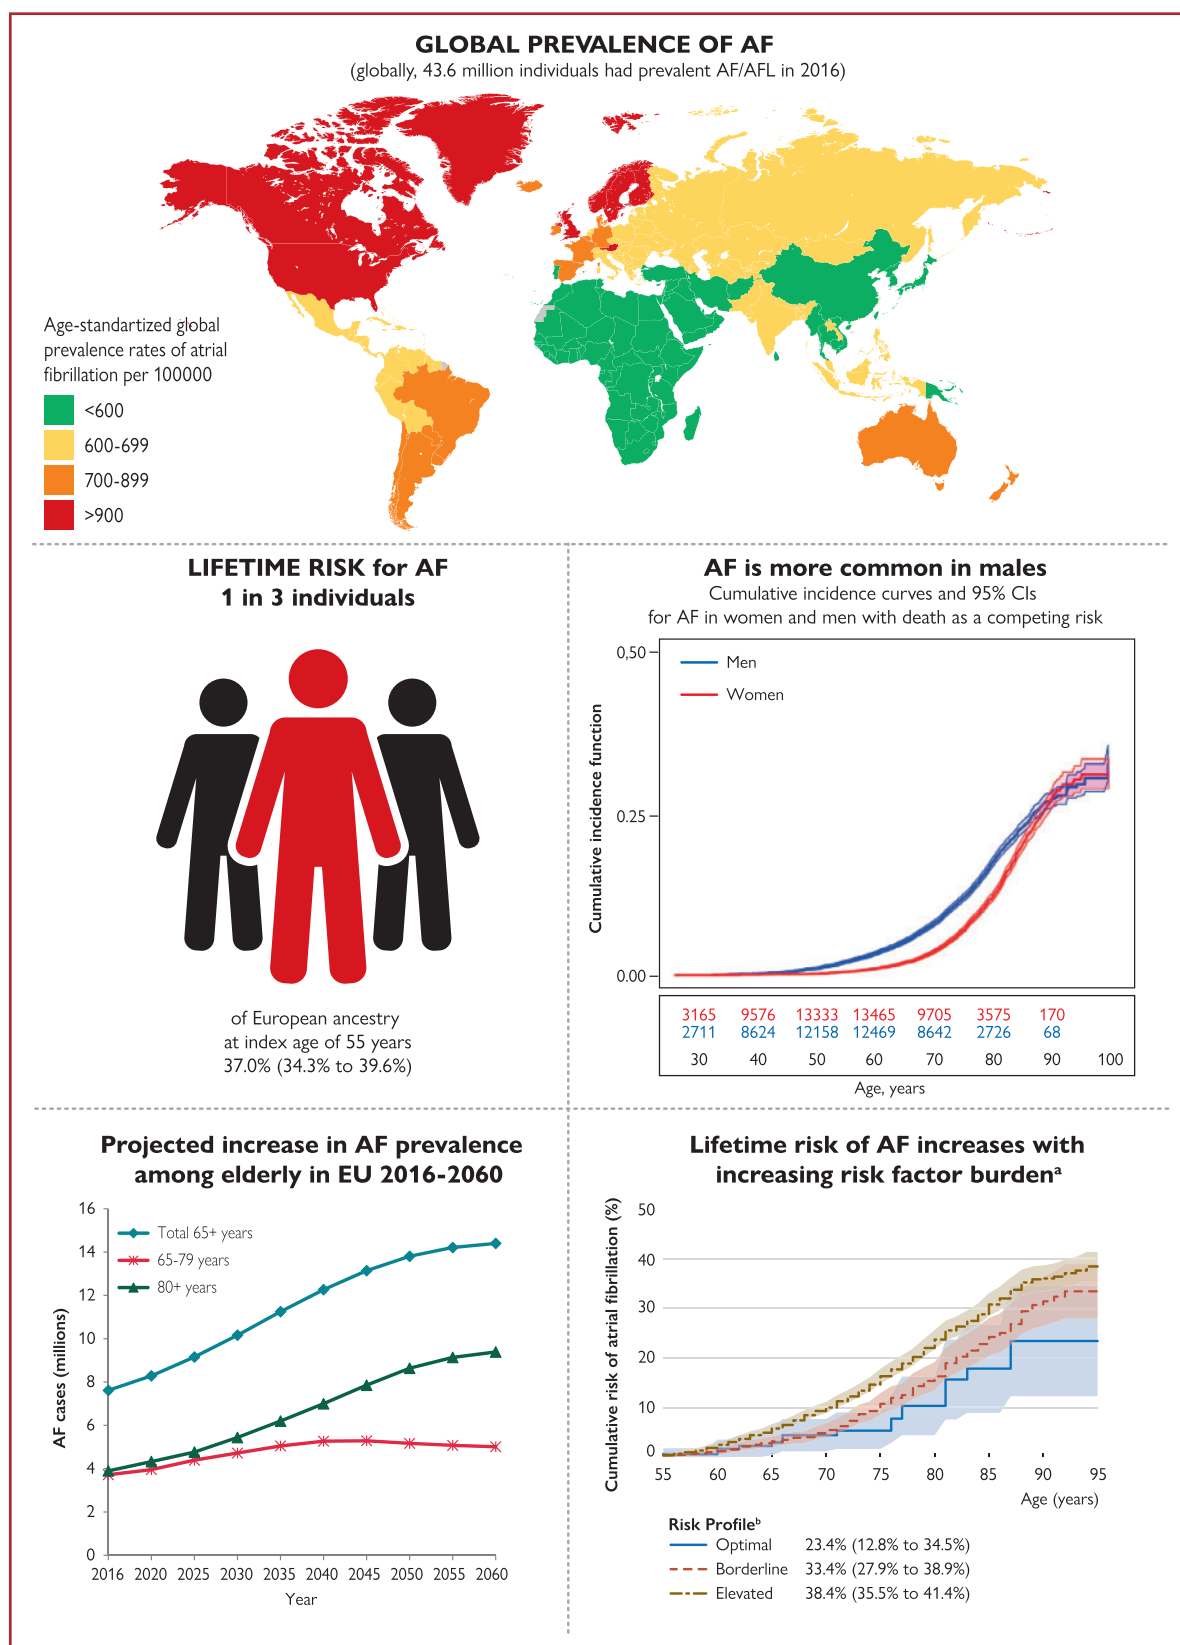 GLOBAL PREVALENCE OF AF
(globally, 43.6 million individuals had prevalent AF/AFL in 2016)
Age-standartized global
prevalence rates of atrial
fibrillation per 100000
<600
600-699
700-899
>900
LIFETIME RISK for AF
1 in 3 individuals
of European ancestry
at index age of 55 years
37.0% (34.3% to 39.6%)
AF is more common in males
Cumulative incidence curves and 95% CIs
for AF in women and men with death as a competing risk
Cumulative incidence function
0,50
0.25
0.00
Men
Women
3165 9576 13333 13465 9705 3575 170
2711 8624 12158 12469 8642 2726 68
30 40 50 60 70 80 90 100
Age, years
Projected increase in AF prevalence
among elderly in EU 2016-2060
AF cases (millions)
16
14
12
10
8
6
4
2
0
Total 65+ years
65-79 years
80+ years
2016 2020 2025 2030 2035 2040 2045 2050 2055 2060
Year
Lifetime risk of AF increases with
increasing risk factor burdenª
Cumulative risk of atrial fibrillation (%)
50
40
30
20
10
0
55 60 65 70 75 80 85 90 95
Age (years)
Risk Profileᵇ
Optimal 23.4% (12.8% to 34.5%)
Borderline 33.4% (27.9% to 38.9%)
Elevated 38.4% (35.5% to 41.4%)